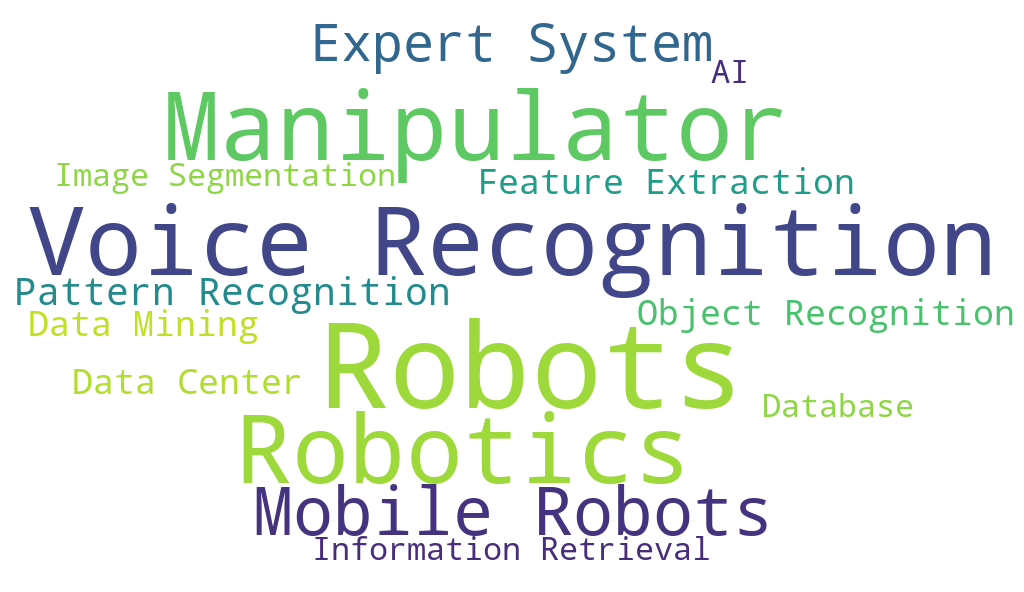 Expert System
AI
Manipulator
Image Segmentation
Feature Extraction
Voice Recognition
Pattern Recognition
Object Recognition
Data Mining
Robots
Data Center
Database
Robotics
Mobile Robots
Information Retrieval